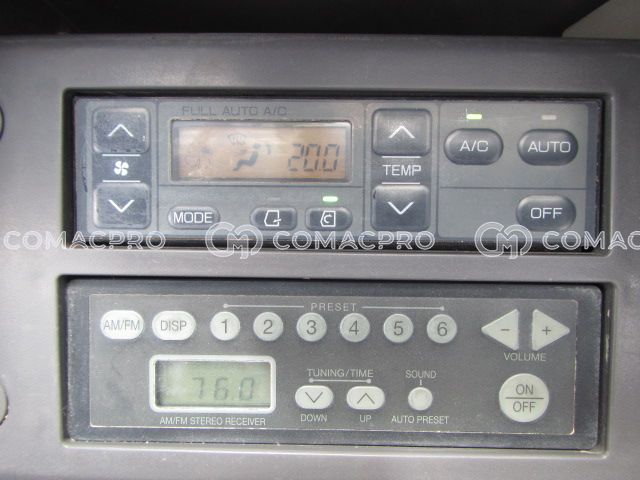 FULL AUTO A/C
20.0
TEMP
A/C
AUTO
MODE
OFF
COMACPRO COMACPRO COMACPRO
PRESET
AM/FM DISP 1 2 3 4 5 6 - +
VOLUME
TUNING/TIME SOUND
76.0
ON/OFF
DOWN UP AUTO PRESET
AM/FM STEREO RECEIVER